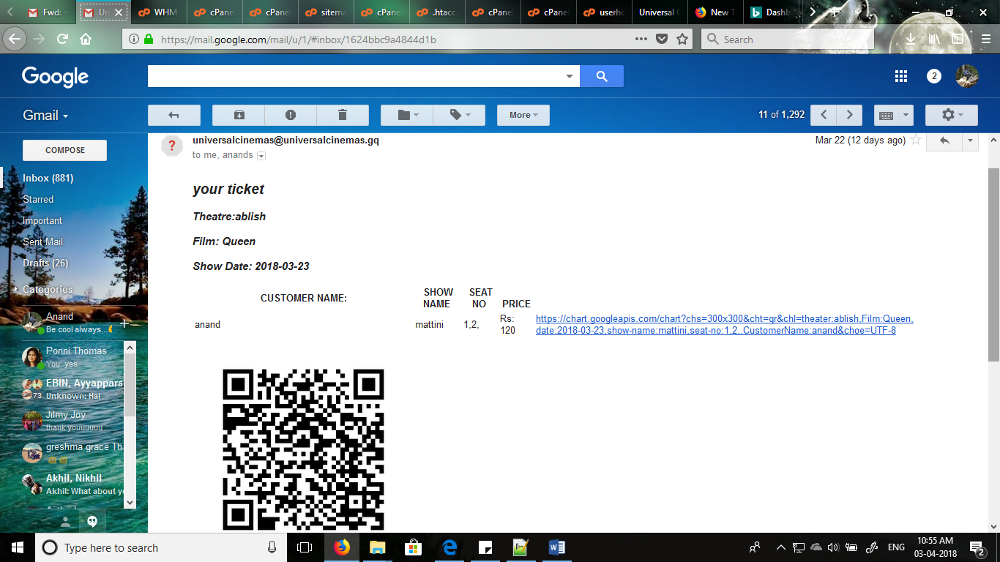 Fwd: -
Un
WHM
cPanel
cPanel
sitema
cPanel
.htacc
cPanel
cPanel
userho
Universal C
New T
Dashb
https://mail.google.com/mail/u/1/#inbox/1624bbc9a4844d1b
Search
Google
2
Gmail
More
11 of 1,292
COMPOSE
Inbox (881)
Starred
Important
Sent Mail
Drafts (26)
Categories
Anand
Be cool always...
Ponni Thomas
You: yss
EBIN, Ayyappara
73 Unknown: Hai
Jilmy Joy
thank youuuuuu
greshma grace Th
Akhil, Nikhil
Akhil: What about yo
universalcinemas@universalcinemas.gq
Mar 22 (12 days ago)
to me, anands
your ticket
Theatre:ablish
Film: Queen
Show Date: 2018-03-23
CUSTOMER NAME: SHOW NAME SEAT NO PRICE
anand mattini 1,2, Rs: 120
https://chart.googleapis.com/chart?chs=300x300&cht=qr&chl=theater:ablish,Film:Queen,
date:2018-03-23,show-name:mattini,seat-no:1,2,,CustomerName:anand&choe=UTF-8
Type here to search
ENG
10:55 AM
03-04-2018
2